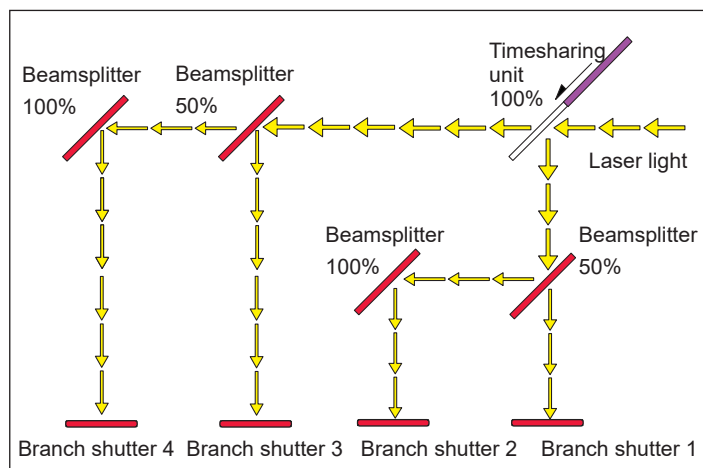 Beamsplitter
100%
Beamsplitter
50%
Timesharing
unit
100%
Laser light
Beamsplitter
100%
Beamsplitter
50%
Branch shutter 4
Branch shutter 3
Branch shutter 2
Branch shutter 1